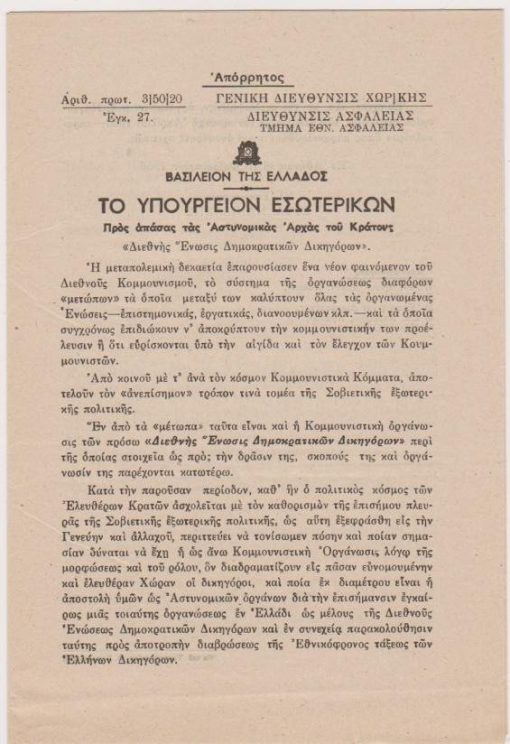 Ἀπόρρητος
Ἀριθ. πρωτ. 3|50|20 ΓΕΝΙΚΗ ΔΙΕΥΘΥΝΣΙΣ ΧΩΡ|ΚΗΣ
Ἐγκ. 27. ΔΙΕΥΘΥΝΣΙΣ ΑΣΦΑΛΕΙΑΣ
ΤΜΗΜΑ ΕΘΝ. ΑΣΦΑΛΕΙΑΣ
ΒΑΣΙΛΕΙΟΝ ΤΗΣ ΕΛΛΑΔΟΣ
ΤΟ ΥΠΟΥΡΓΕΙΟΝ ΕΣΩΤΕΡΙΚΩΝ
Πρὸς ἁπάσας τὰς Ἀστυνομικὰς Ἀρχὰς τοῦ Κράτους
«Διεθνὴς Ἕνωσις Δημοκρατικῶν Δικηγόρων».
Ἡ μεταπολεμικὴ δεκαετία ἐπαρουσίασεν ἕνα νέον φαινόμενον τοῦ
Διεθνοῦς Κομμουνισμοῦ, τὸ σύστημα τῆς ὀργανώσεως διαφόρων
«μετώπων» τὰ ὁποῖα μεταξύ των καλύπτουν ὅλας τὰς ὀργανωμένας
Ἑνώσεις—ἐπιστημονικάς, ἐργατικάς, διανοουμένων κλπ.—καὶ τὰ ὁποῖα
συγχρόνως ἐπιδιώκουν ν' ἀποκρύπτουν τὴν κομμουνιστικήν των προέ-
λευσιν ἢ ὅτι εὑρίσκονται ὑπὸ τὴν αἰγίδα καὶ τὸν ἔλεγχον τῶν Κουμ-
μουνιστῶν.
Ἀπὸ κοινοῦ μὲ τ' ἀνὰ τὸν κόσμον Κομμουνιστικὰ Κόμματα, ἀπο-
τελοῦν τὸν «ἀνεπίσημον» τρόπον τινὰ τομέα τῆς Σοβιετικῆς ἐξωτερι-
κῆς πολιτικῆς.
Ἓν ἀπὸ τὰ «μέτωπα» ταῦτα εἶναι καὶ ἡ Κομμουνιστικὴ ὀργάνω-
σις τῶν πρόσω «Διεθνὴς Ἕνωσις Δημοκρατικῶν Δικηγόρων» περὶ
τῆς ὁποίας στοιχεῖα ὡς πρὸς τὴν δρᾶσιν της, σκοπούς της καὶ ὀργά-
νωσίν της παρέχονται κατωτέρω.
Κατὰ τὴν παροῦσαν περίοδον, καθ' ἣν ὁ πολιτικὸς κόσμος τῶν
Ἐλευθέρων Κρατῶν ἀσχολεῖται μὲ τὸν καθορισμὸν τῆς ἐπισήμου πλευ-
ρᾶς τῆς Σοβιετικῆς ἐξωτερικῆς πολιτικῆς, ὡς αὕτη ἐξεφράσθη εἰς τὴν
Γενεύην καὶ ἀλλαχοῦ, περιττεύει νὰ τονίσωμεν πόσην καὶ ποίαν σημα-
σίαν δύναται νὰ ἔχῃ ἡ ὡς ἄνω Κομμουνιστικὴ Ὀργάνωσις λόγῳ τῆς
μορφώσεως καὶ τοῦ ρόλου, ὃν διαδραματίζουν εἰς πᾶσαν εὐνομουμένην
καὶ ἐλευθέραν Χώραν οἱ δικηγόροι, καὶ ποία ἐκ διαμέτρου εἶναι ἡ
ἀποστολὴ ὑμῶν ὡς Ἀστυνομικῶν ὀργάνων διὰ τὴν ἐπισήμανσιν ἐγκαί-
ρως μιᾶς τοιαύτης ὀργανώσεως ἐν Ἑλλάδι ὡς μέλους τῆς Διεθνοῦς
Ἑνώσεως Δημοκρατικῶν Δικηγόρων καὶ ἐν συνεχείᾳ παρακολούθησιν
ταύτης πρὸς ἀποτροπὴν διαβρώσεως τῆς Ἐθνικόφρονος τάξεως τῶν
Ἑλλήνων Δικηγόρων.